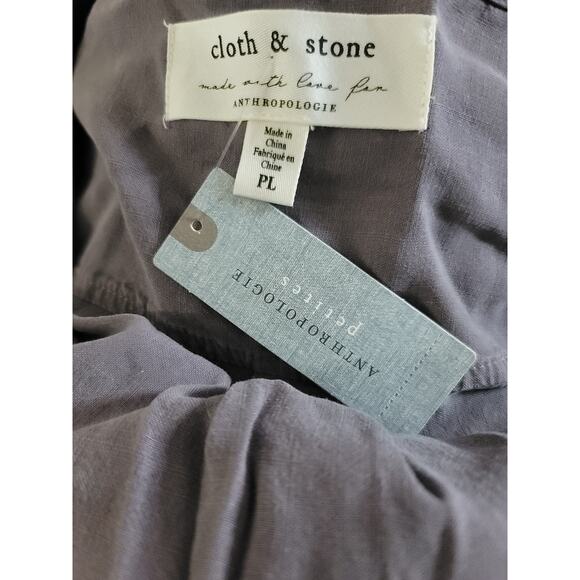 cloth & stone
made with love for
ANTHROPOLOGIE
Made in
China
Fabriqué en
Chine
PL
ANTHROPOLOGIE
petites